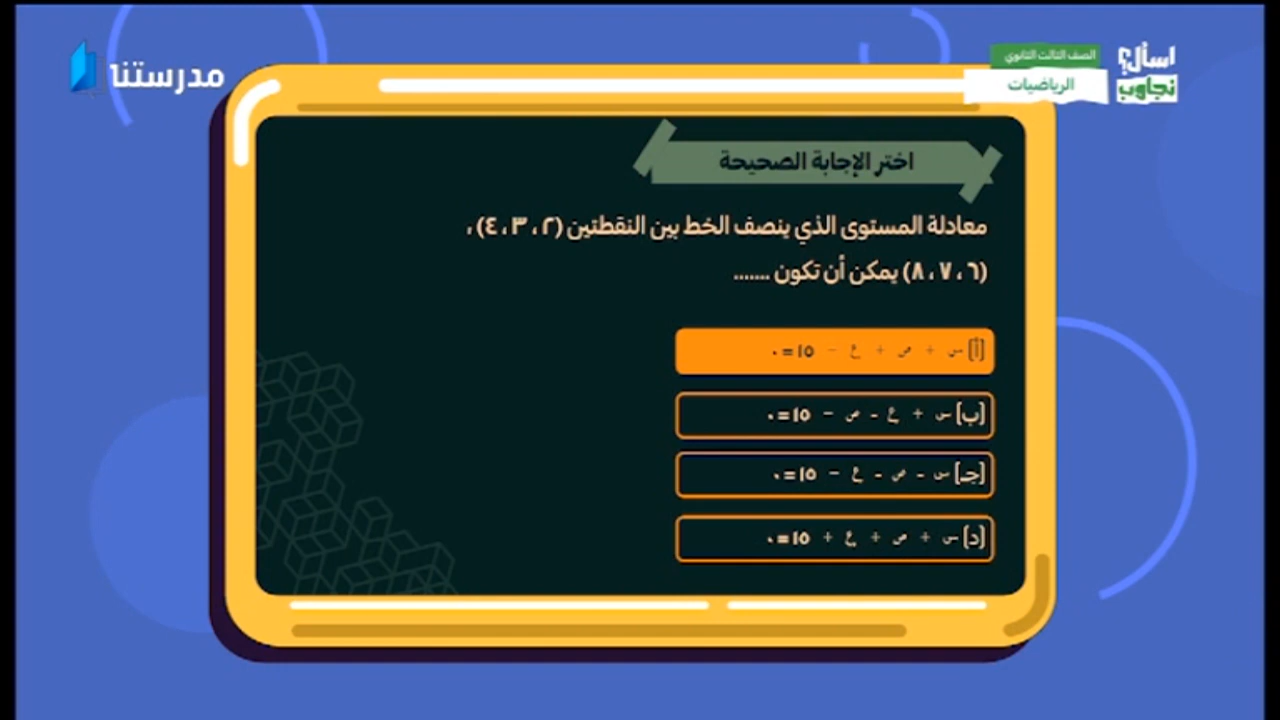 مدرستنا
الصف الثالث الثانوي
الرياضيات
اسأل؟
نجاوب
اختر الإجابة الصحيحة
معادلة المستوى الذي ينصف الخط بين النقطتين (٢ ، ٣ ، ٤) ،
(٦ ، ٧ ، ٨) يمكن أن تكون .......
[أ] س + ص + ع − ١٥ = ٠
[ب] س + ع - ص − ١٥ = ٠
[جـ] س - ص - ع − ١٥ = ٠
[د] س + ص + ع + ١٥ = ٠